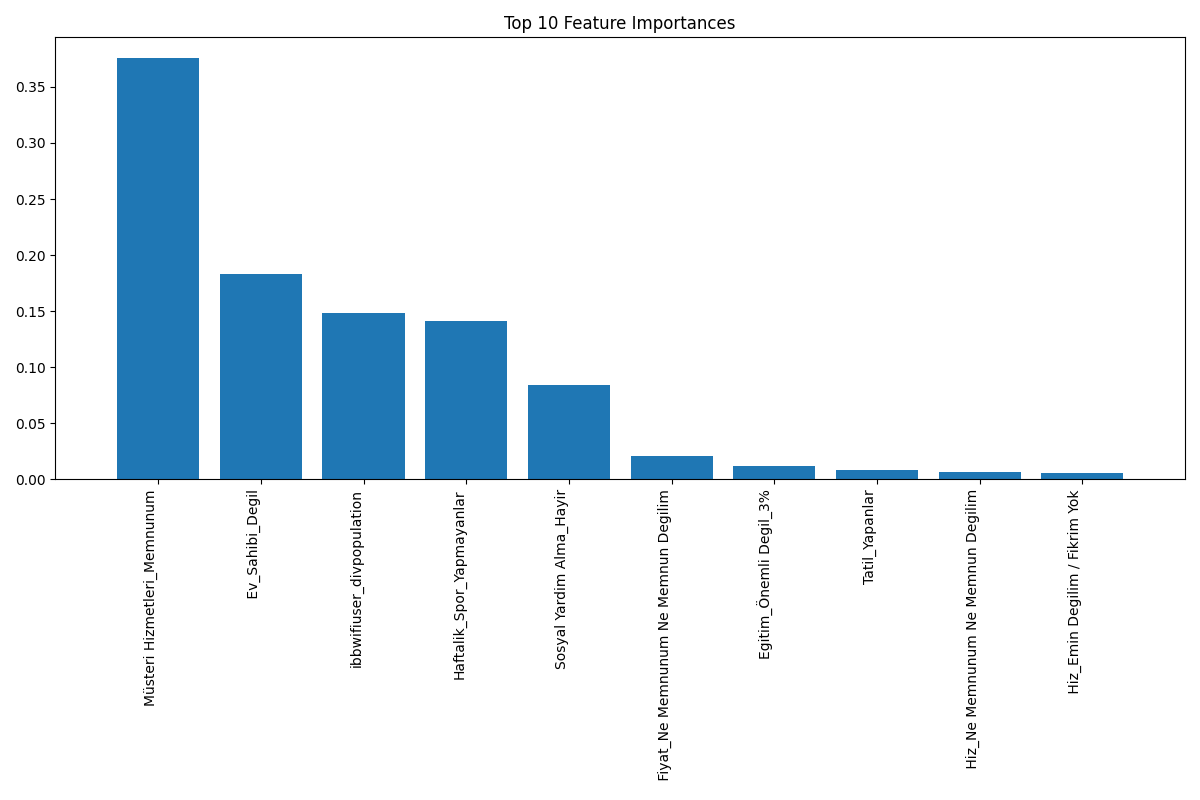 Top 10 Feature Importances
0.35
0.30
0.25
0.20
0.15
0.10
0.05
0.00
Müsteri Hizmetleri_Memnunum
Ev_Sahibi_Degil
ibbwifiuser_divpopulation
Haftalik_Spor_Yapmayanlar
Sosyal Yardim Alma_Hayir
Fiyat_Ne Memnunum Ne Memnun Degilim
Egitim_Önemli Degil_3%
Tatil_Yapanlar
Hiz_Ne Memnunum Ne Memnun Degilim
Hiz_Emin Degilim / Fikrim Yok